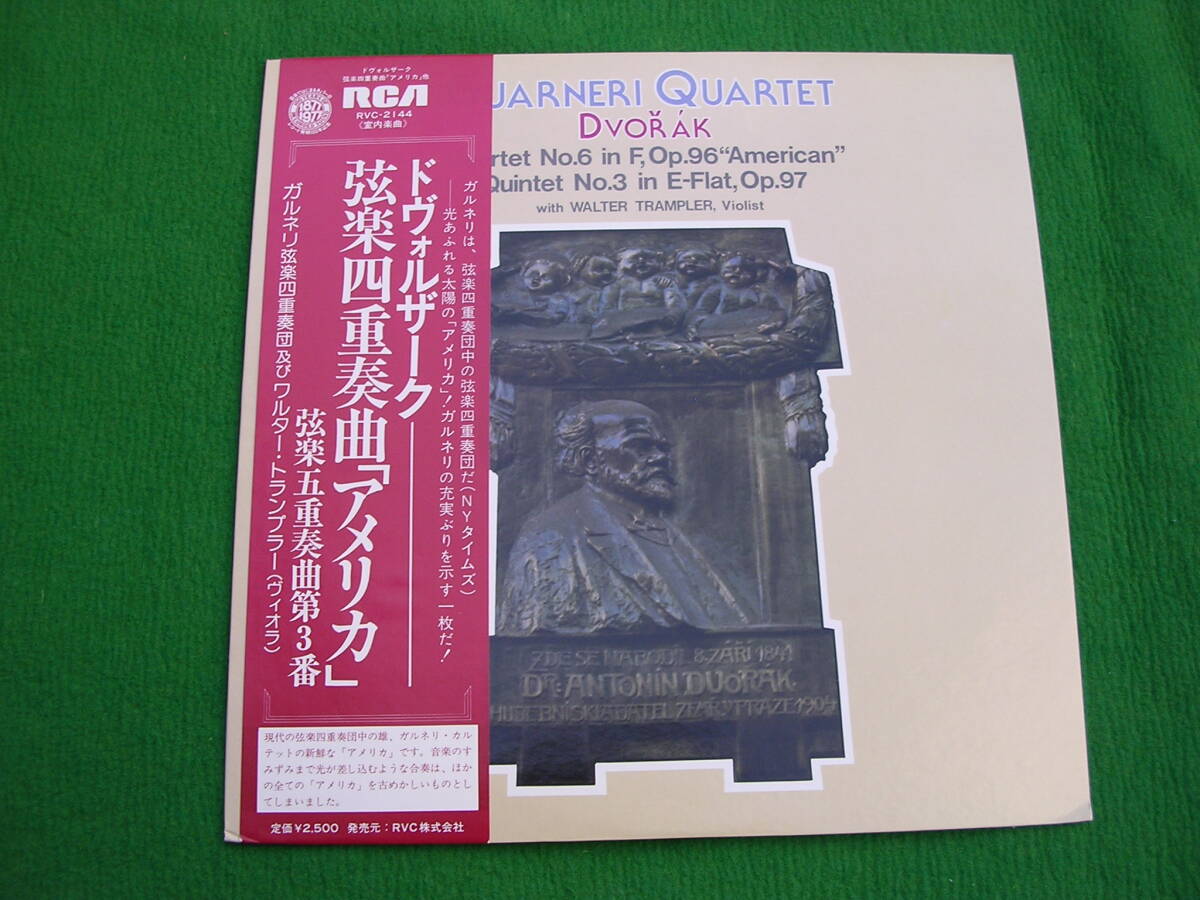 ドヴォルザーク
弦楽四重奏曲「アメリカ」他
RCA
RVC-2144
〈室内楽曲〉
1877
1977
ガルネリは、弦楽四重奏団中の弦楽四重奏団だ(NYタイムズ)
——光あふれる太陽の「アメリカ」!ガルネリの充実ぶりを示す一枚だ!
ドヴォルザーク
弦楽四重奏曲「アメリカ」
弦楽五重奏曲第3番
ガルネリ弦楽四重奏団及びワルター・トランプラー(ヴィオラ)
現代の弦楽四重奏団中の雄、ガルネリ・カル
テットの新鮮な「アメリカ」です。音楽のす
みずみまで光が差し込むような合奏は、ほか
の全ての「アメリカ」を古めかしいものとし
てしまいました。
定価¥2,500 発売元:RVC株式会社
UARNERI QUARTET
DVOŘÁK
rtet No.6 in F, Op.96 “American”
Quintet No.3 in E-Flat, Op.97
with WALTER TRAMPLER, Violist
ZDE SE NARODIL 8. ZÁŘÍ 1841
DR. ANTONÍN DVOŘÁK
HUDEBNÍ SKLADATEL ZEMŘ. V PRAZE 1904